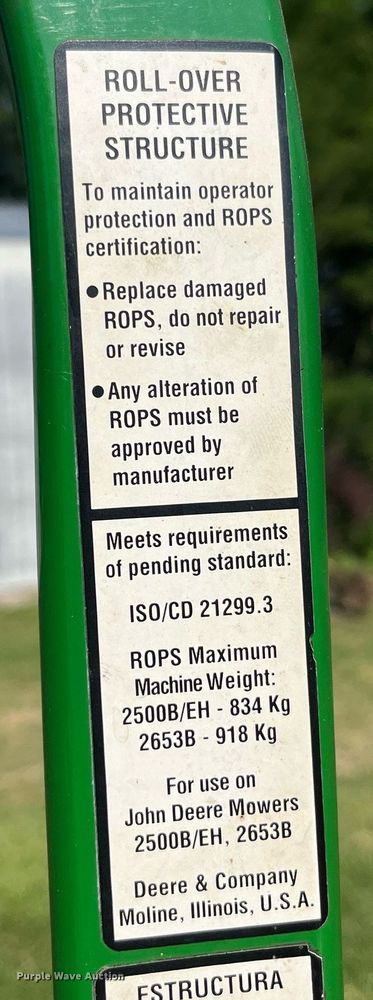 ROLL-OVER
PROTECTIVE
STRUCTURE
To maintain operator
protection and ROPS
certification:
● Replace damaged
ROPS, do not repair
or revise
● Any alteration of
ROPS must be
approved by
manufacturer
Meets requirements
of pending standard:
ISO/CD 21299.3
ROPS Maximum
Machine Weight:
2500B/EH - 834 Kg
2653B - 918 Kg
For use on
John Deere Mowers
2500B/EH, 2653B
Deere & Company
Moline, Illinois, U.S.A.
ESTRUCTURA
Purple Wave Auction